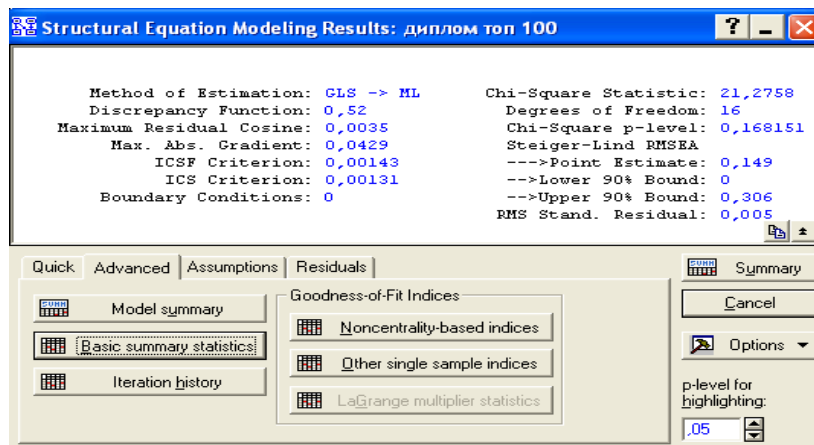 Structural Equation Modeling Results: диплом топ 100
Method of Estimation: GLS -> ML
Discrepancy Function: 0,52
Maximum Residual Cosine: 0,0035
Max. Abs. Gradient: 0,0429
ICSF Criterion: 0,00143
ICS Criterion: 0,00131
Boundary Conditions: 0
Chi-Square Statistic: 21,2758
Degrees of Freedom: 16
Chi-Square p-level: 0,168151
Steiger-Lind RMSEA
--->Point Estimate: 0,149
-->Lower 90% Bound: 0
-->Upper 90% Bound: 0,306
RMS Stand. Residual: 0,005
Quick Advanced Assumptions Residuals
Model summary
Basic summary statistics
Iteration history
Goodness-of-Fit Indices
Noncentrality-based indices
Other single sample indices
LaGrange multiplier statistics
SUMM Summary
Cancel
Options
p-level for
highlighting:
,05